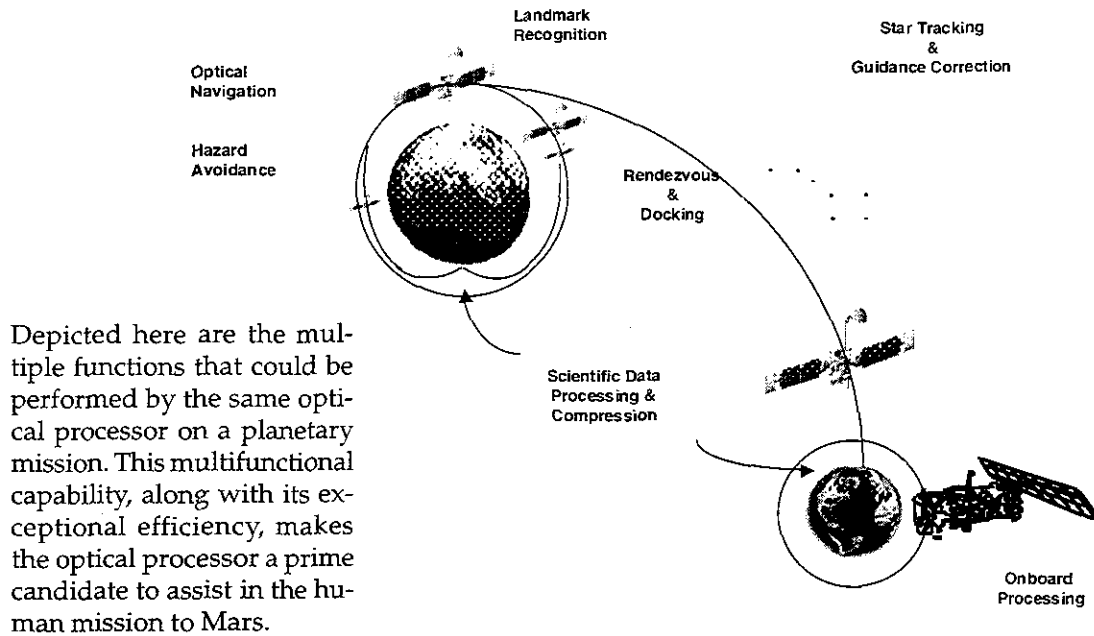 Landmark
Recognition
Star Tracking
&
Guidance Correction
Optical
Navigation
Hazard
Avoidance
Rendezvous
&
Docking
Depicted here are the mul-
tiple functions that could be
performed by the same opti-
cal processor on a planetary
mission. This multifunctional
capability, along with its ex-
ceptional efficiency, makes
the optical processor a prime
candidate to assist in the hu-
man mission to Mars.
Scientific Data
Processing &
Compression
Onboard
Processing